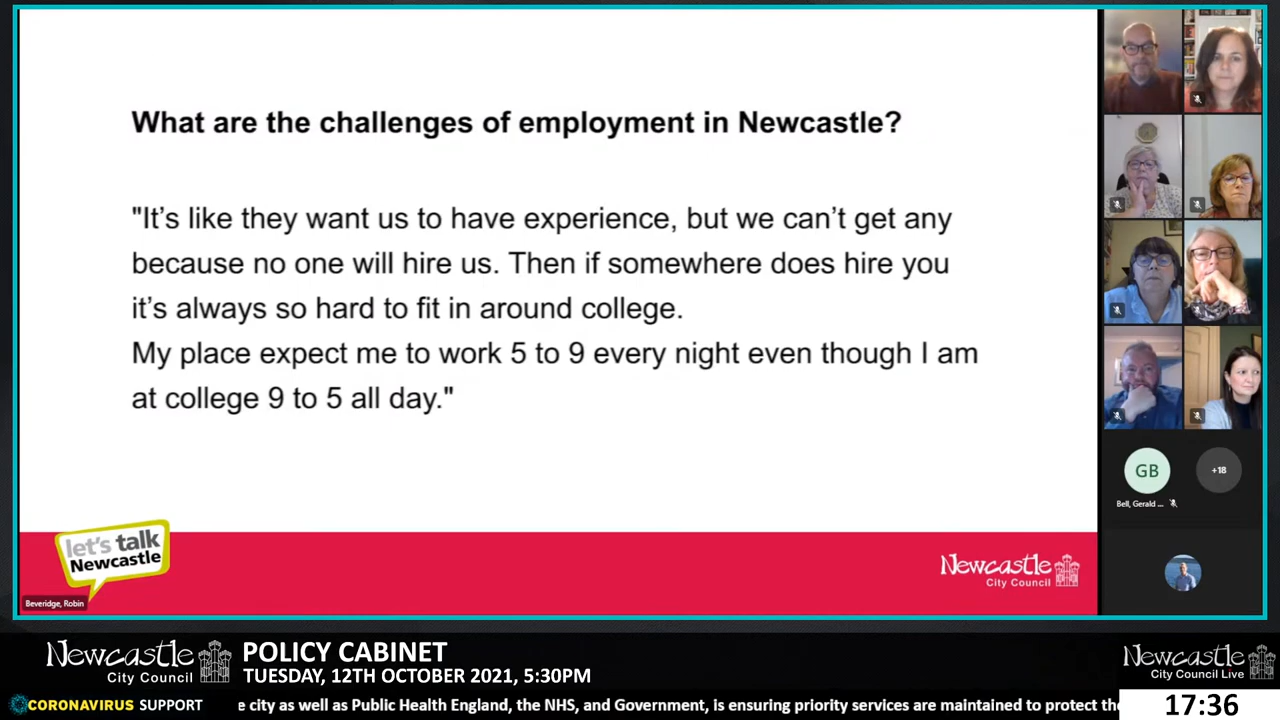 What are the challenges of employment in Newcastle?
"It’s like they want us to have experience, but we can’t get any
because no one will hire us. Then if somewhere does hire you
it’s always so hard to fit in around college.
My place expect me to work 5 to 9 every night even though I am
at college 9 to 5 all day."
let's talk
Newcastle
Beveridge, Robin
Newcastle
City Council
GB
+18
Bell, Gerald ...
Newcastle
City Council
POLICY CABINET
TUESDAY, 12TH OCTOBER 2021, 5:30PM
Newcastle
City Council Live
CORONAVIRUS SUPPORT
e city as well as Public Health England, the NHS, and Government, is ensuring priority services are maintained to protect the
17:36